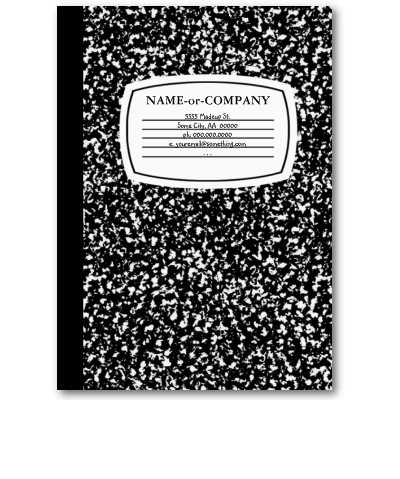 NAME-or-COMPANY
5555 Madeup St.
Some City, AA 00000
ph: 000.000.0000
e: youremail@something.com
...